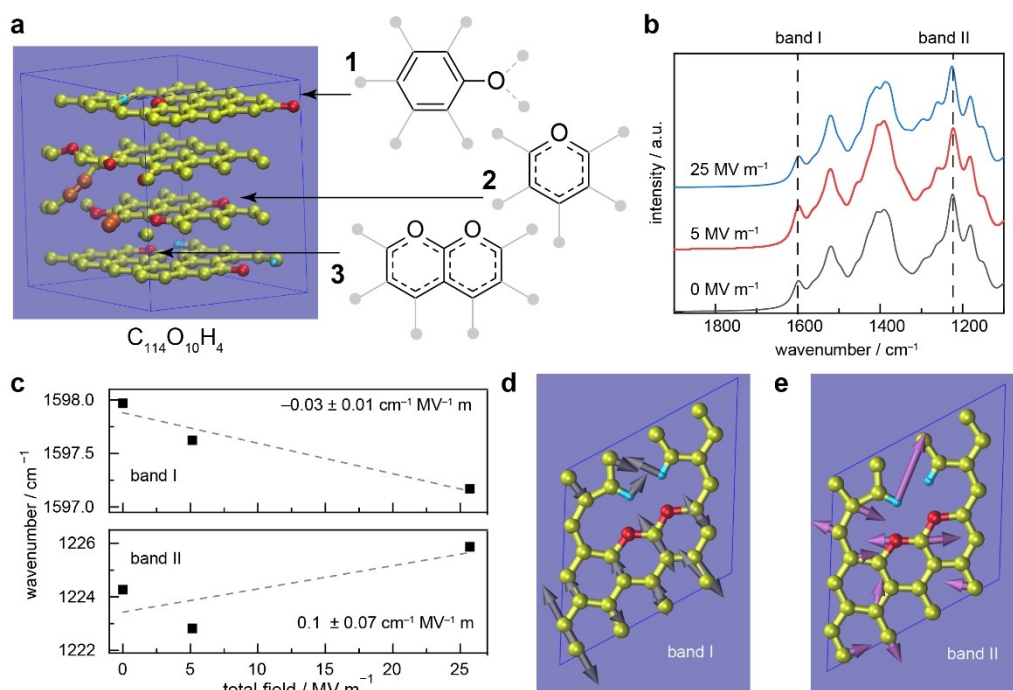 a
1
O
O
2
O O
3
C₁₁₄O₁₀H₄
b
band I
band II
25 MV m⁻¹
5 MV m⁻¹
0 MV m⁻¹
intensity / a.u.
1800
1600
1400
1200
wavenumber / cm⁻¹
c
1598.0
1597.5
1597.0
−0.03 ± 0.01 cm⁻¹ MV⁻¹ m
band I
wavenumber / cm⁻¹
1226
1224
1222
band II
0.1 ± 0.07 cm⁻¹ MV⁻¹ m
0
5
10
15
20
25
total field / MV m⁻¹
d
band I
e
band II